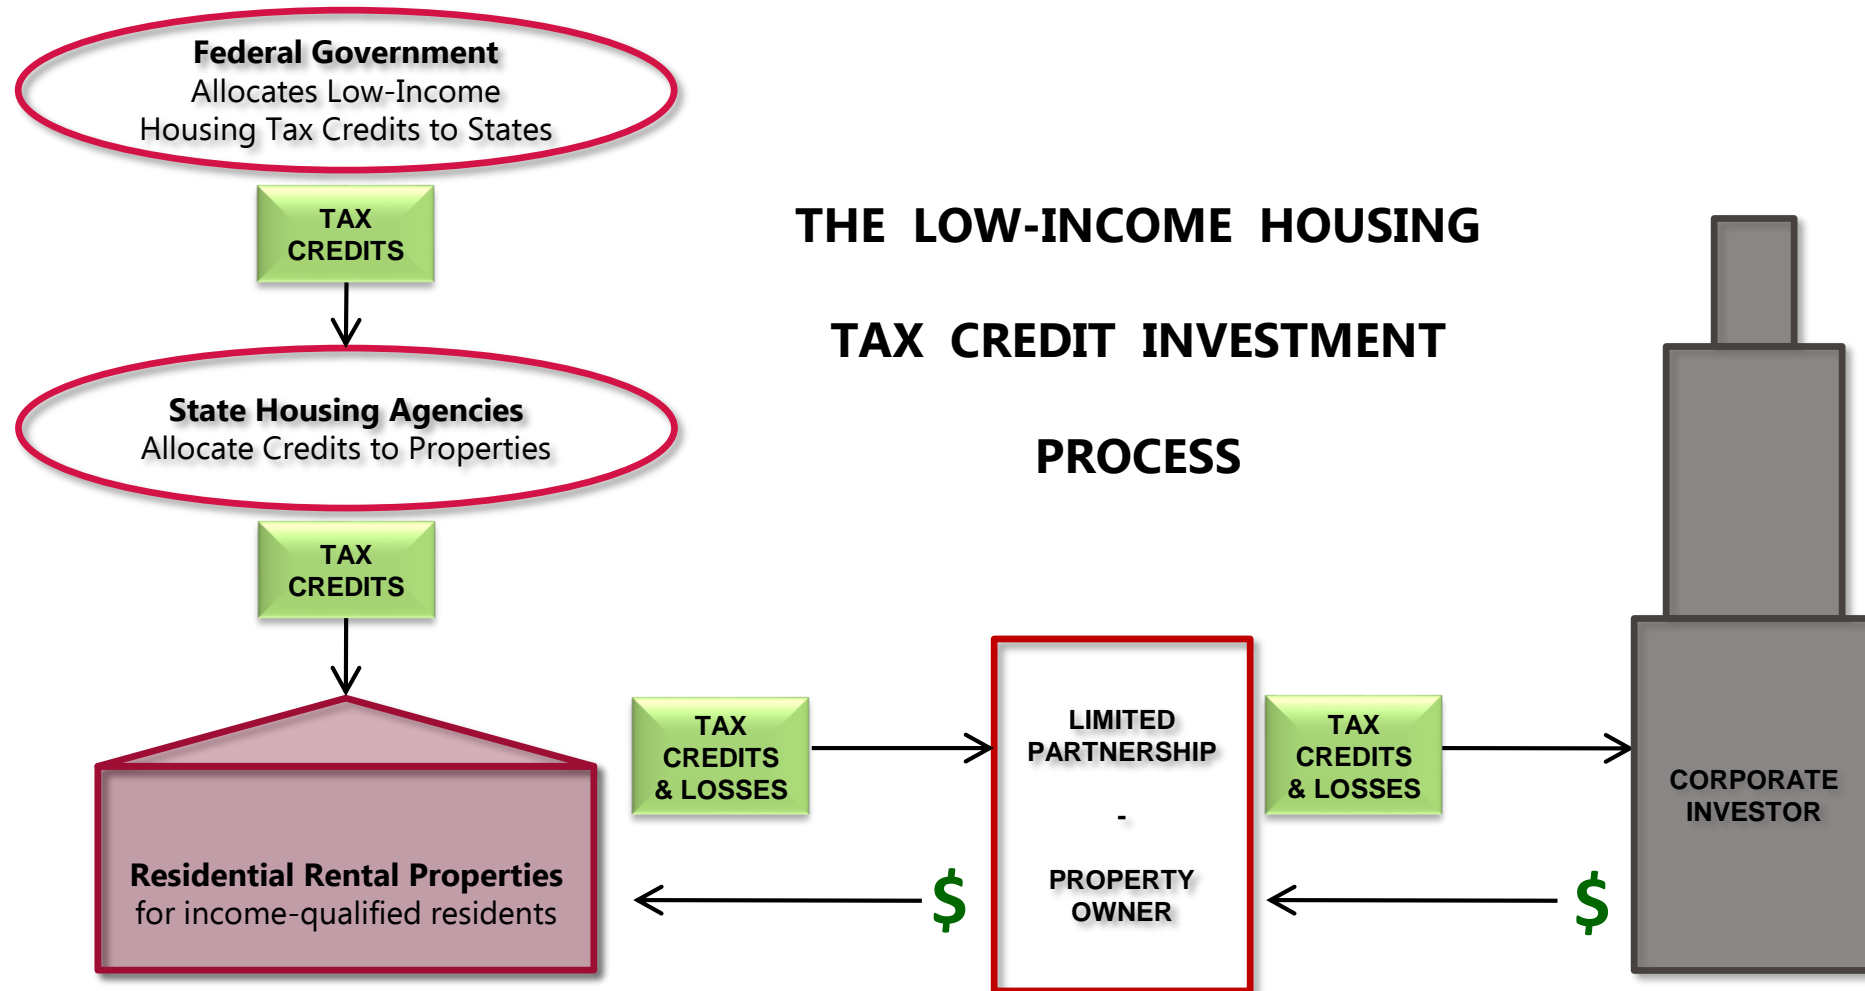 Federal Government
Allocates Low-Income
Housing Tax Credits to States
TAX
CREDITS
THE LOW-INCOME HOUSING
TAX CREDIT INVESTMENT
PROCESS
State Housing Agencies
Allocate Credits to Properties
TAX
CREDITS
Residential Rental Properties
for income-qualified residents
TAX
CREDITS
& LOSSES
$
LIMITED
PARTNERSHIP
-
PROPERTY
OWNER
TAX
CREDITS
& LOSSES
$
CORPORATE
INVESTOR